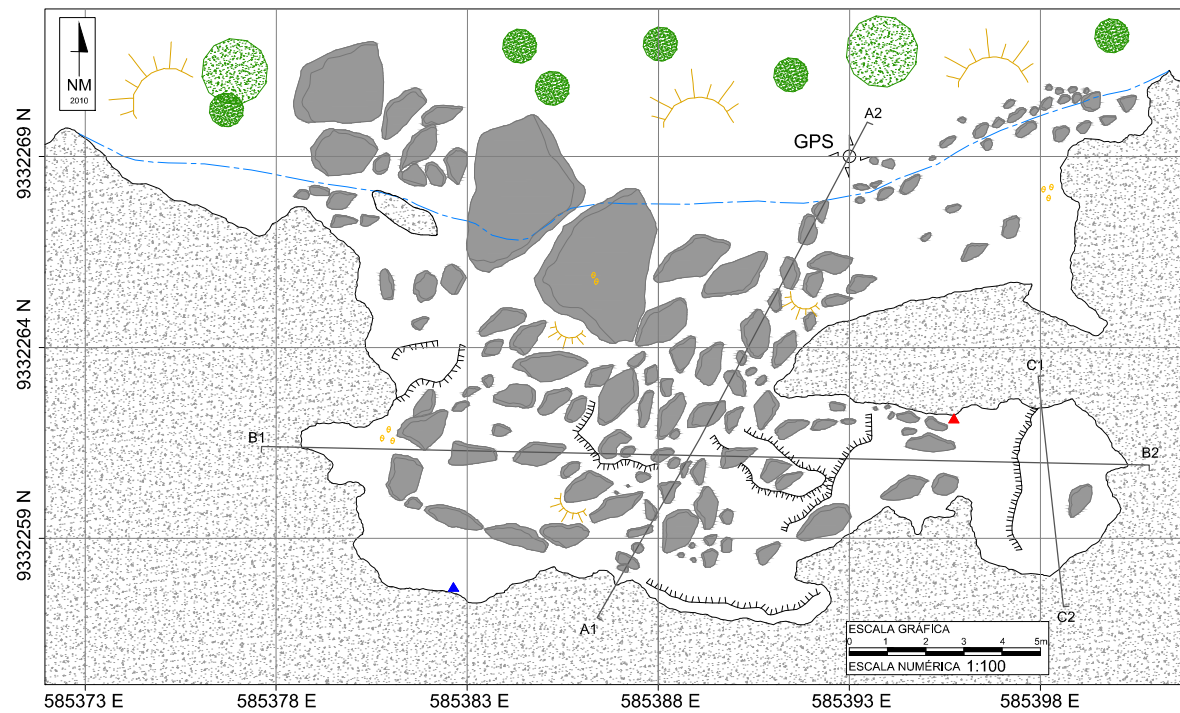 NM
2010
A2
GPS
9332269 N
9332264 N
C1
B1
B2
9332259 N
A1
C2
ESCALA GRÁFICA
0 1 2 3 4 5m
ESCALA NUMÉRICA 1:100
585373 E 585378 E 585383 E 585388 E 585393 E 585398 E